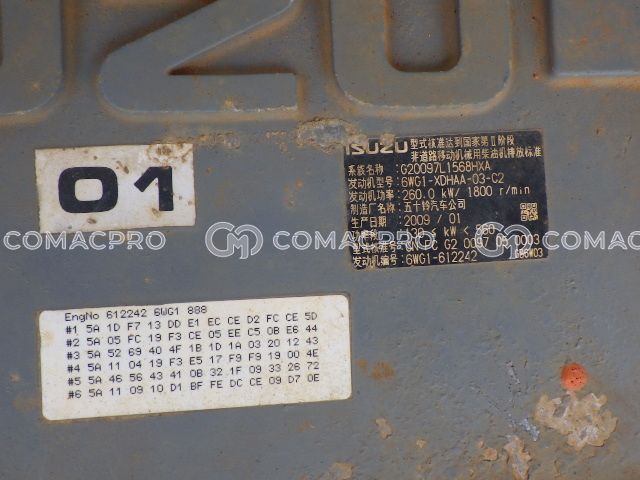 01
ISUZU 型式核准达到国家第Ⅱ阶段
非道路移动机械用柴油机排放标准
系族名称:G20097L1568HXA
发动机型号:6WG1-XDHAA-03-C2
发动机功率:260.0 kW/ 1800 r/min
制造厂名称:五十铃汽车公司
生产日期:2009 / 01
:130 ≤ kW ≤ 560
G2 0097 05 0003
发动机编号:6WG1-612242
COMACPRO COMACPRO COMACPRO
EngNo 612242 6WG1 888
#1 5A 1D F7 13 DD E1 EC CE D2 FC CE 5D
#2 5A 05 FC 19 F3 CE 05 EE C5 0B E6 44
#3 5A 52 69 40 4F 1B 1D 1A 03 20 12 43
#4 5A 11 04 19 F3 E5 17 F9 F9 19 00 4E
#5 5A 46 56 43 41 0B 32 1F 09 33 26 72
#6 5A 11 09 10 D1 BF FE DC CE 09 D7 0E